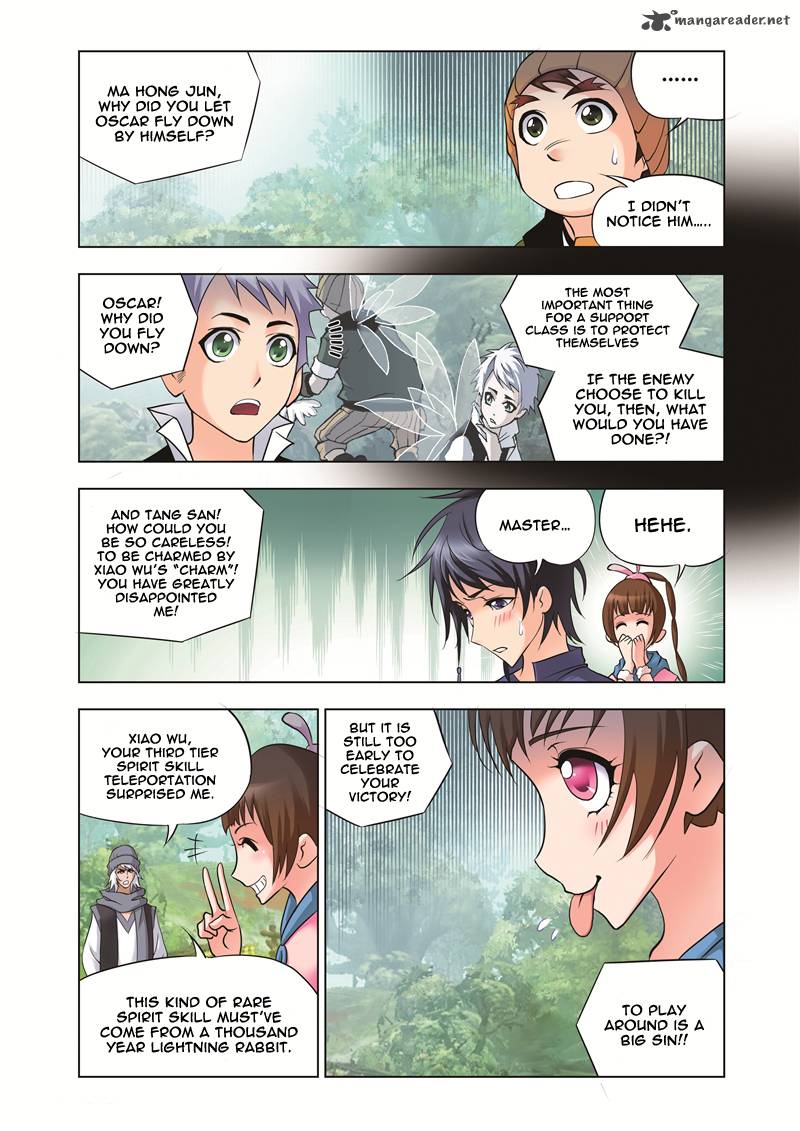 mangareader.net
MA HONG JUN,
WHY DID YOU LET
OSCAR FLY DOWN
BY HIMSELF?
......
I DIDN'T
NOTICE HIM.....
OSCAR!
WHY DID
YOU FLY
DOWN?
THE MOST
IMPORTANT THING
FOR A SUPPORT
CLASS IS TO PROTECT
THEMSELVES
IF THE ENEMY
CHOOSE TO KILL
YOU, THEN, WHAT
WOULD YOU HAVE
DONE?!
AND TANG SAN!
HOW COULD YOU
BE SO CARELESS!
TO BE CHARMED BY
XIAO WU'S "CHARM"!
YOU HAVE GREATLY
DISAPPOINTED
ME!
MASTER...
HEHE.
XIAO WU,
YOUR THIRD TIER
SPIRIT SKILL
TELEPORTATION
SURPRISED ME.
THIS KIND OF RARE
SPIRIT SKILL MUST'VE
COME FROM A THOUSAND
YEAR LIGHTNING RABBIT.
BUT IT IS
STILL TOO
EARLY TO
CELEBRATE
YOUR
VICTORY!
TO PLAY
AROUND IS A
BIG SIN!!